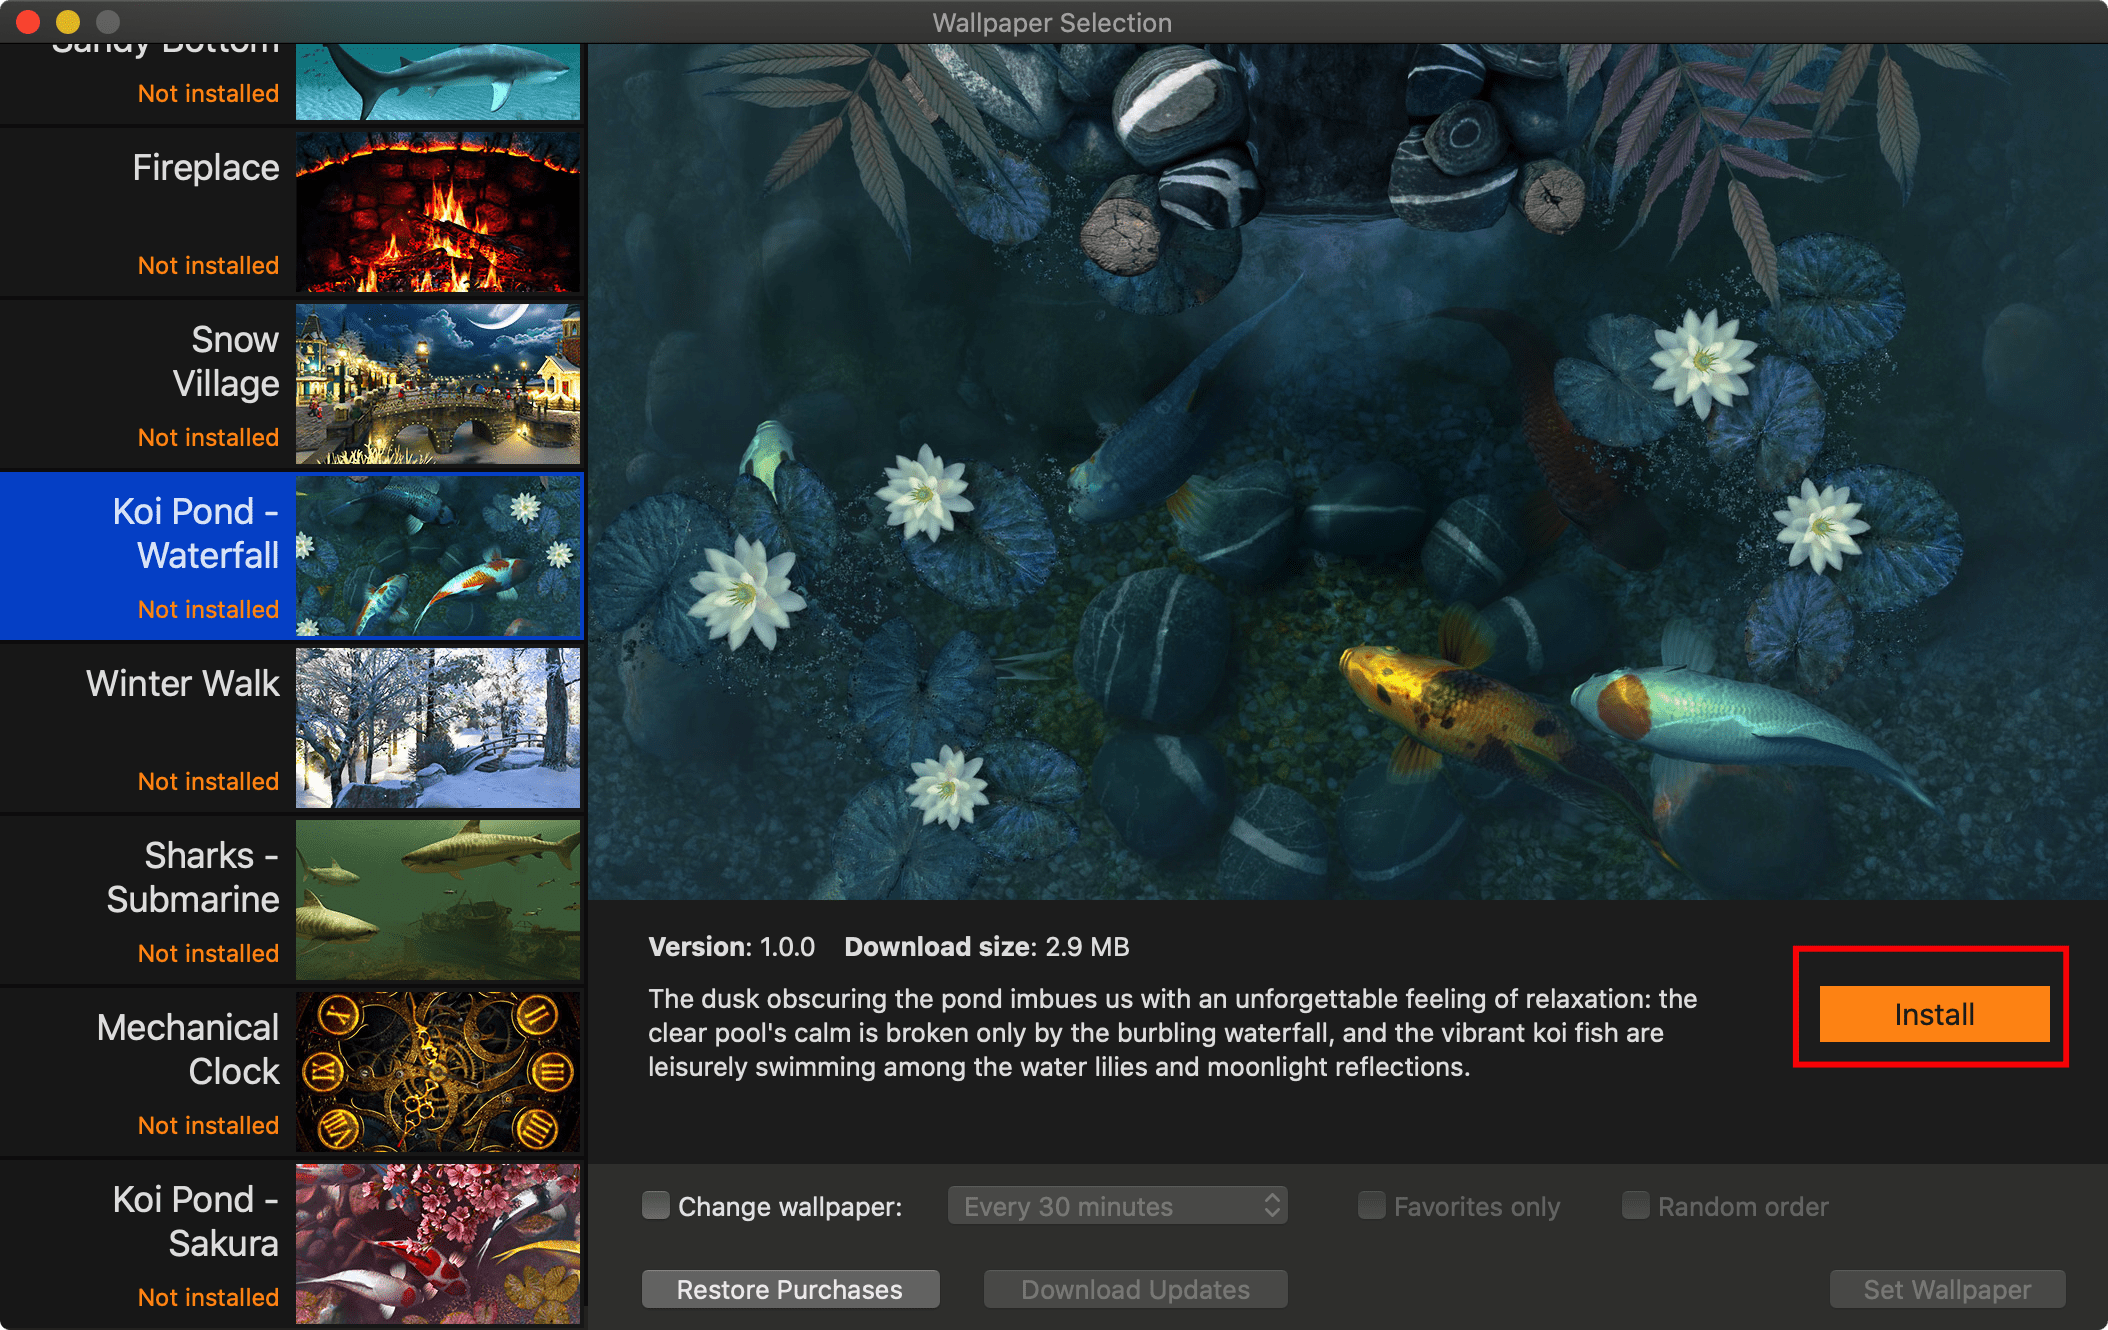 Wallpaper Selection
Sandy Bottom
Not installed
Fireplace
Not installed
Snow
Village
Not installed
Koi Pond -
Waterfall
Not installed
Winter Walk
Not installed
Sharks -
Submarine
Not installed
Mechanical
Clock
Not installed
Koi Pond -
Sakura
Not installed
Version: 1.0.0 Download size: 2.9 MB
The dusk obscuring the pond imbues us with an unforgettable feeling of relaxation: the
clear pool's calm is broken only by the burbling waterfall, and the vibrant koi fish are
leisurely swimming among the water lilies and moonlight reflections.
Install
Change wallpaper: Every 30 minutes Favorites only Random order
Restore Purchases Download Updates Set Wallpaper